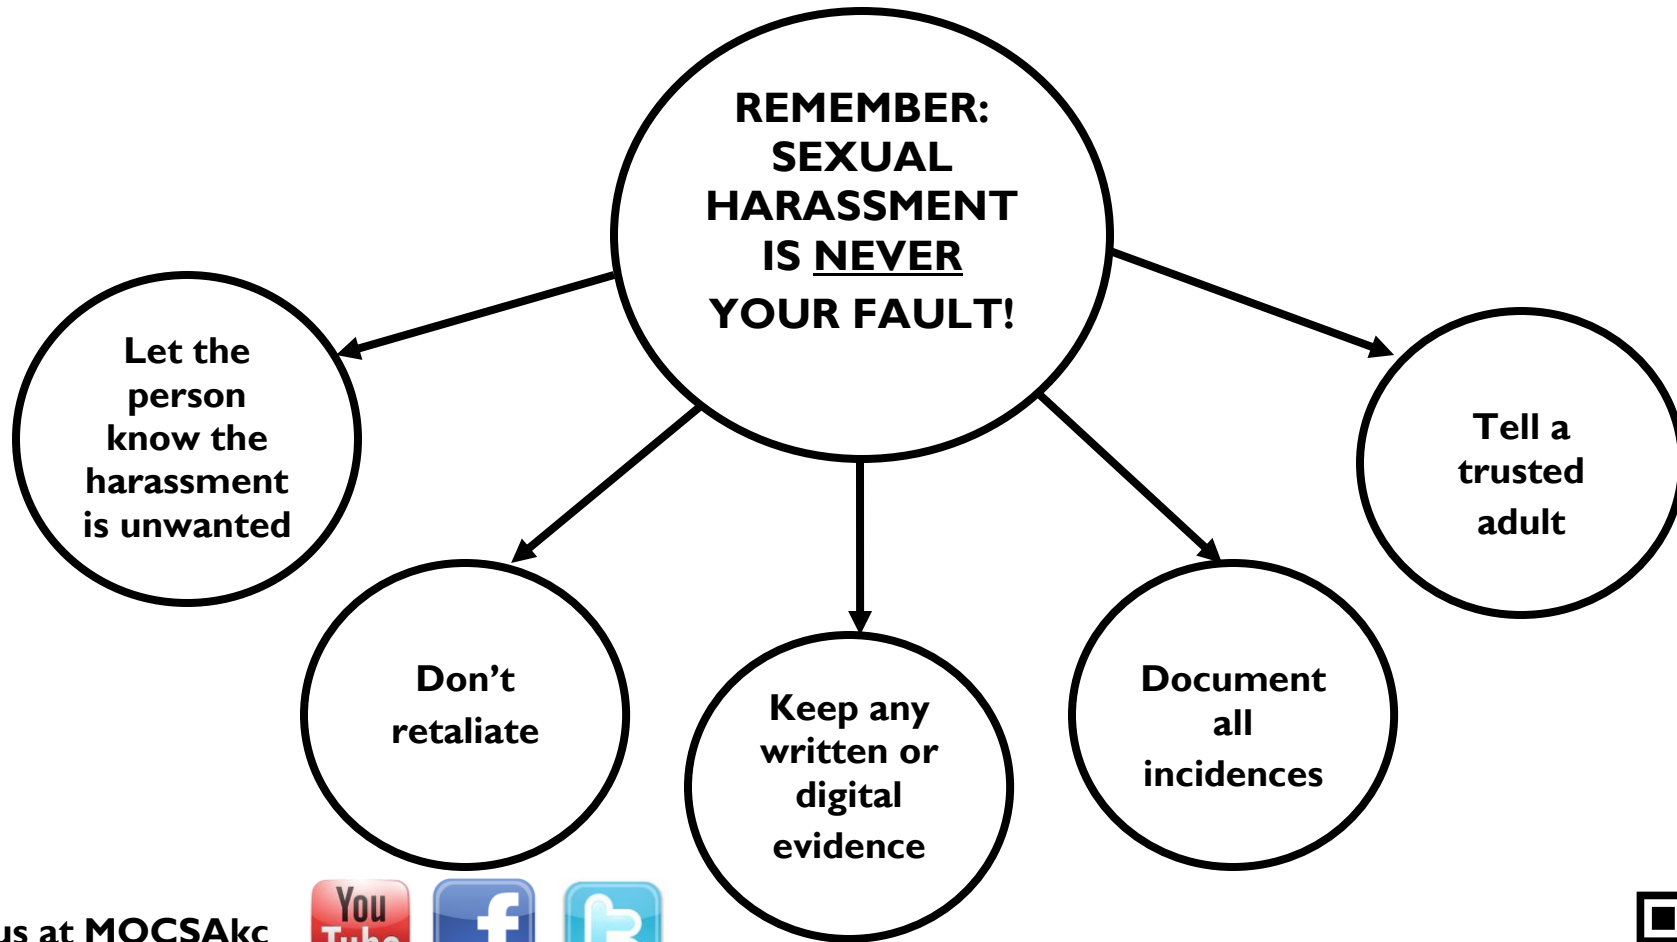 REMEMBER:
SEXUAL
HARASSMENT
IS NEVER
YOUR FAULT!
Let the
person
know the
harassment
is unwanted
Don’t
retaliate
Keep any
written or
digital
evidence
Document
all
incidences
Tell a
trusted
adult
us at MOCSAkc
You
Tube